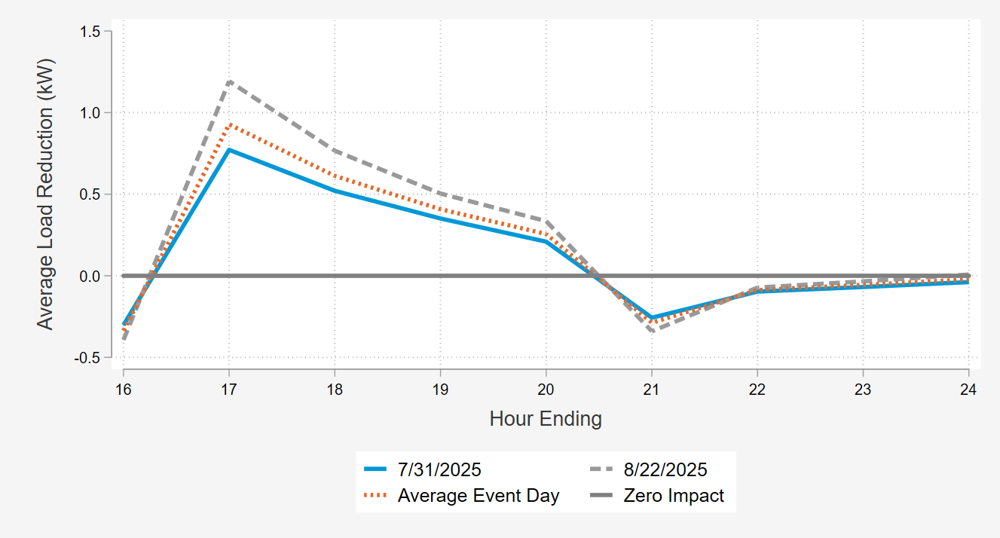 Average Load Reduction (kW)
1.5
1.0
0.5
0.0
-0.5
16 17 18 19 20 21 22 23 24
Hour Ending
7/31/2025 8/22/2025
Average Event Day Zero Impact